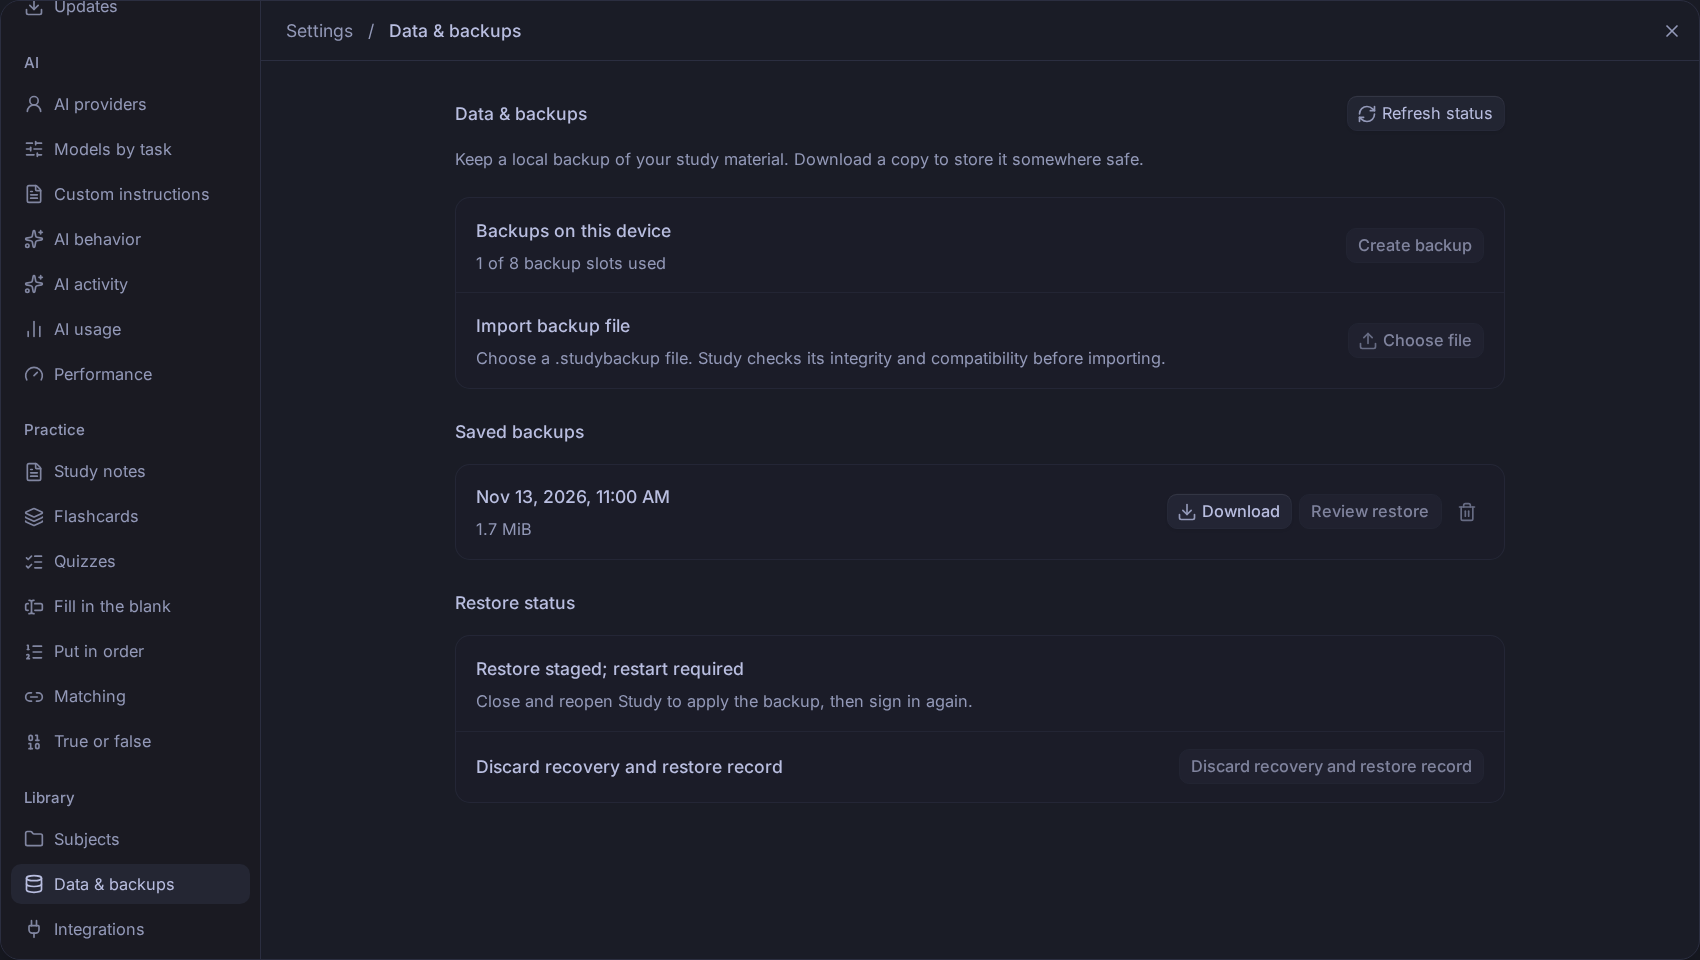 Updates
AI
AI providers
Models by task
Custom instructions
AI behavior
AI activity
AI usage
Performance
Practice
Study notes
Flashcards
Quizzes
Fill in the blank
Put in order
Matching
True or false
Library
Subjects
Data & backups
Integrations
Settings / Data & backups
Data & backups
Refresh status
Keep a local backup of your study material. Download a copy to store it somewhere safe.
Backups on this device
1 of 8 backup slots used
Create backup
Import backup file
Choose a .studybackup file. Study checks its integrity and compatibility before importing.
Choose file
Saved backups
Nov 13, 2026, 11:00 AM
1.7 MiB
Download
Review restore
Restore status
Restore staged; restart required
Close and reopen Study to apply the backup, then sign in again.
Discard recovery and restore record
Discard recovery and restore record